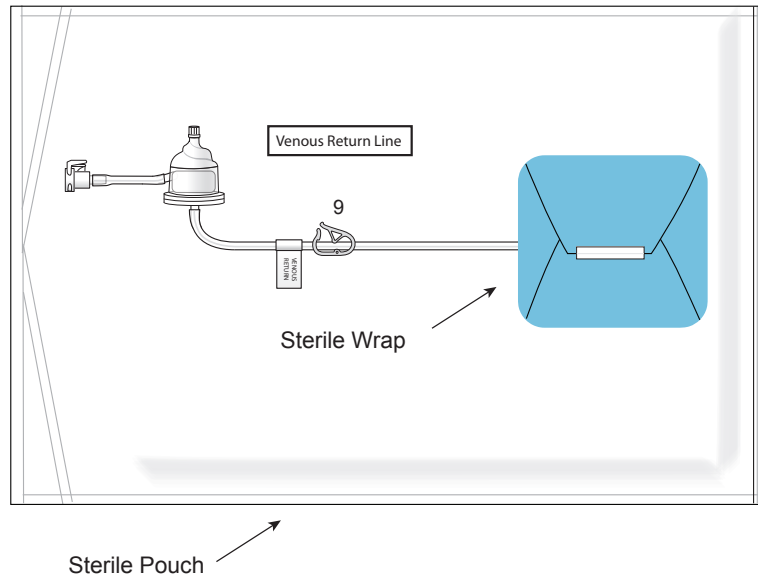 Venous Return Line
9
VENOUS
RETURN
Sterile Wrap
Sterile Pouch